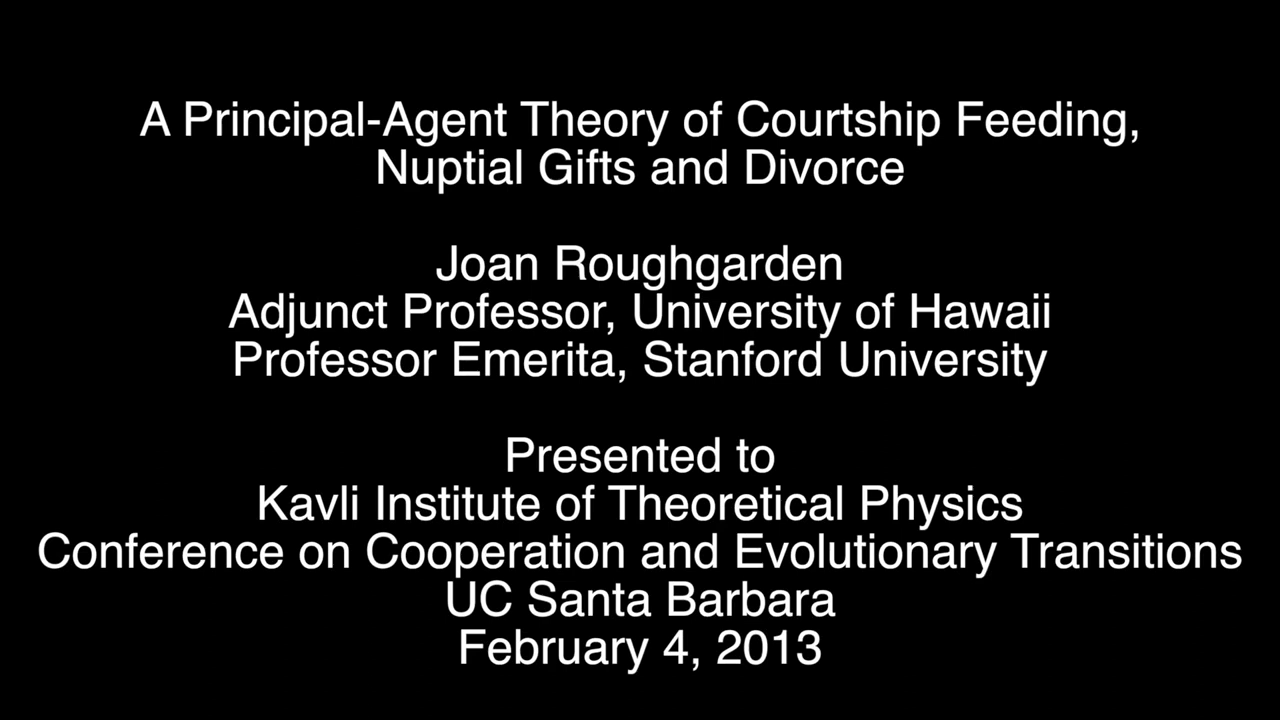 A Principal-Agent Theory of Courtship Feeding,
Nuptial Gifts and Divorce
Joan Roughgarden
Adjunct Professor, University of Hawaii
Professor Emerita, Stanford University
Presented to
Kavli Institute of Theoretical Physics
Conference on Cooperation and Evolutionary Transitions
UC Santa Barbara
February 4, 2013